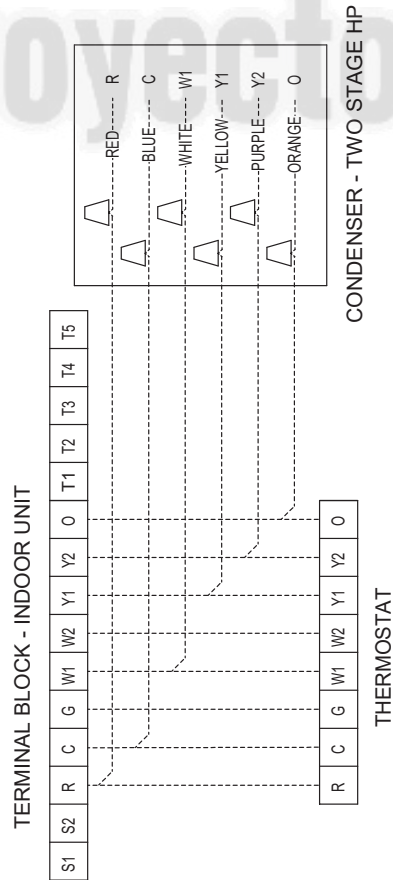 oyecto
TERMINAL BLOCK - INDOOR UNIT
S1 S2 R C G W1 W2 Y1 Y2 O T1 T2 T3 T4 T5
RED R
BLUE C
WHITE W1
YELLOW Y1
PURPLE Y2
ORANGE O
CONDENSER - TWO STAGE HP
R C G W1 W2 Y1 Y2 O
THERMOSTAT